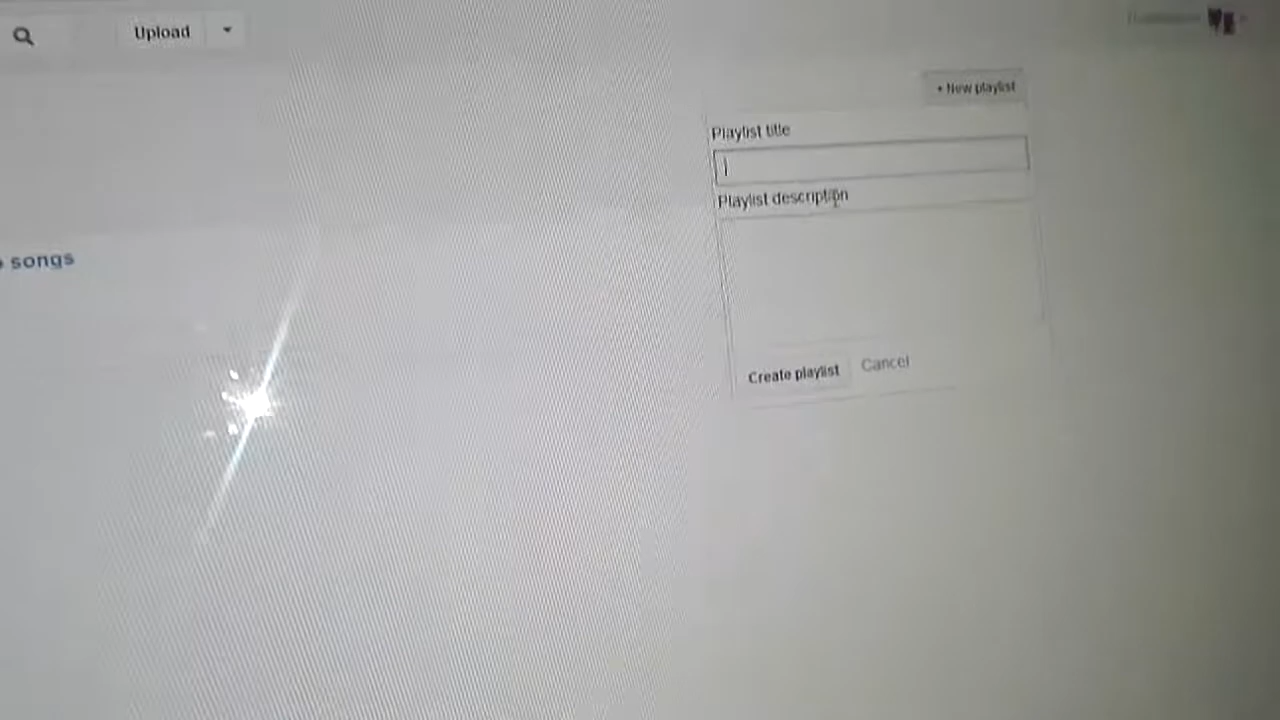 Upload
+ New playlist
Playlist title
Playlist description
songs
Create playlist
Cancel